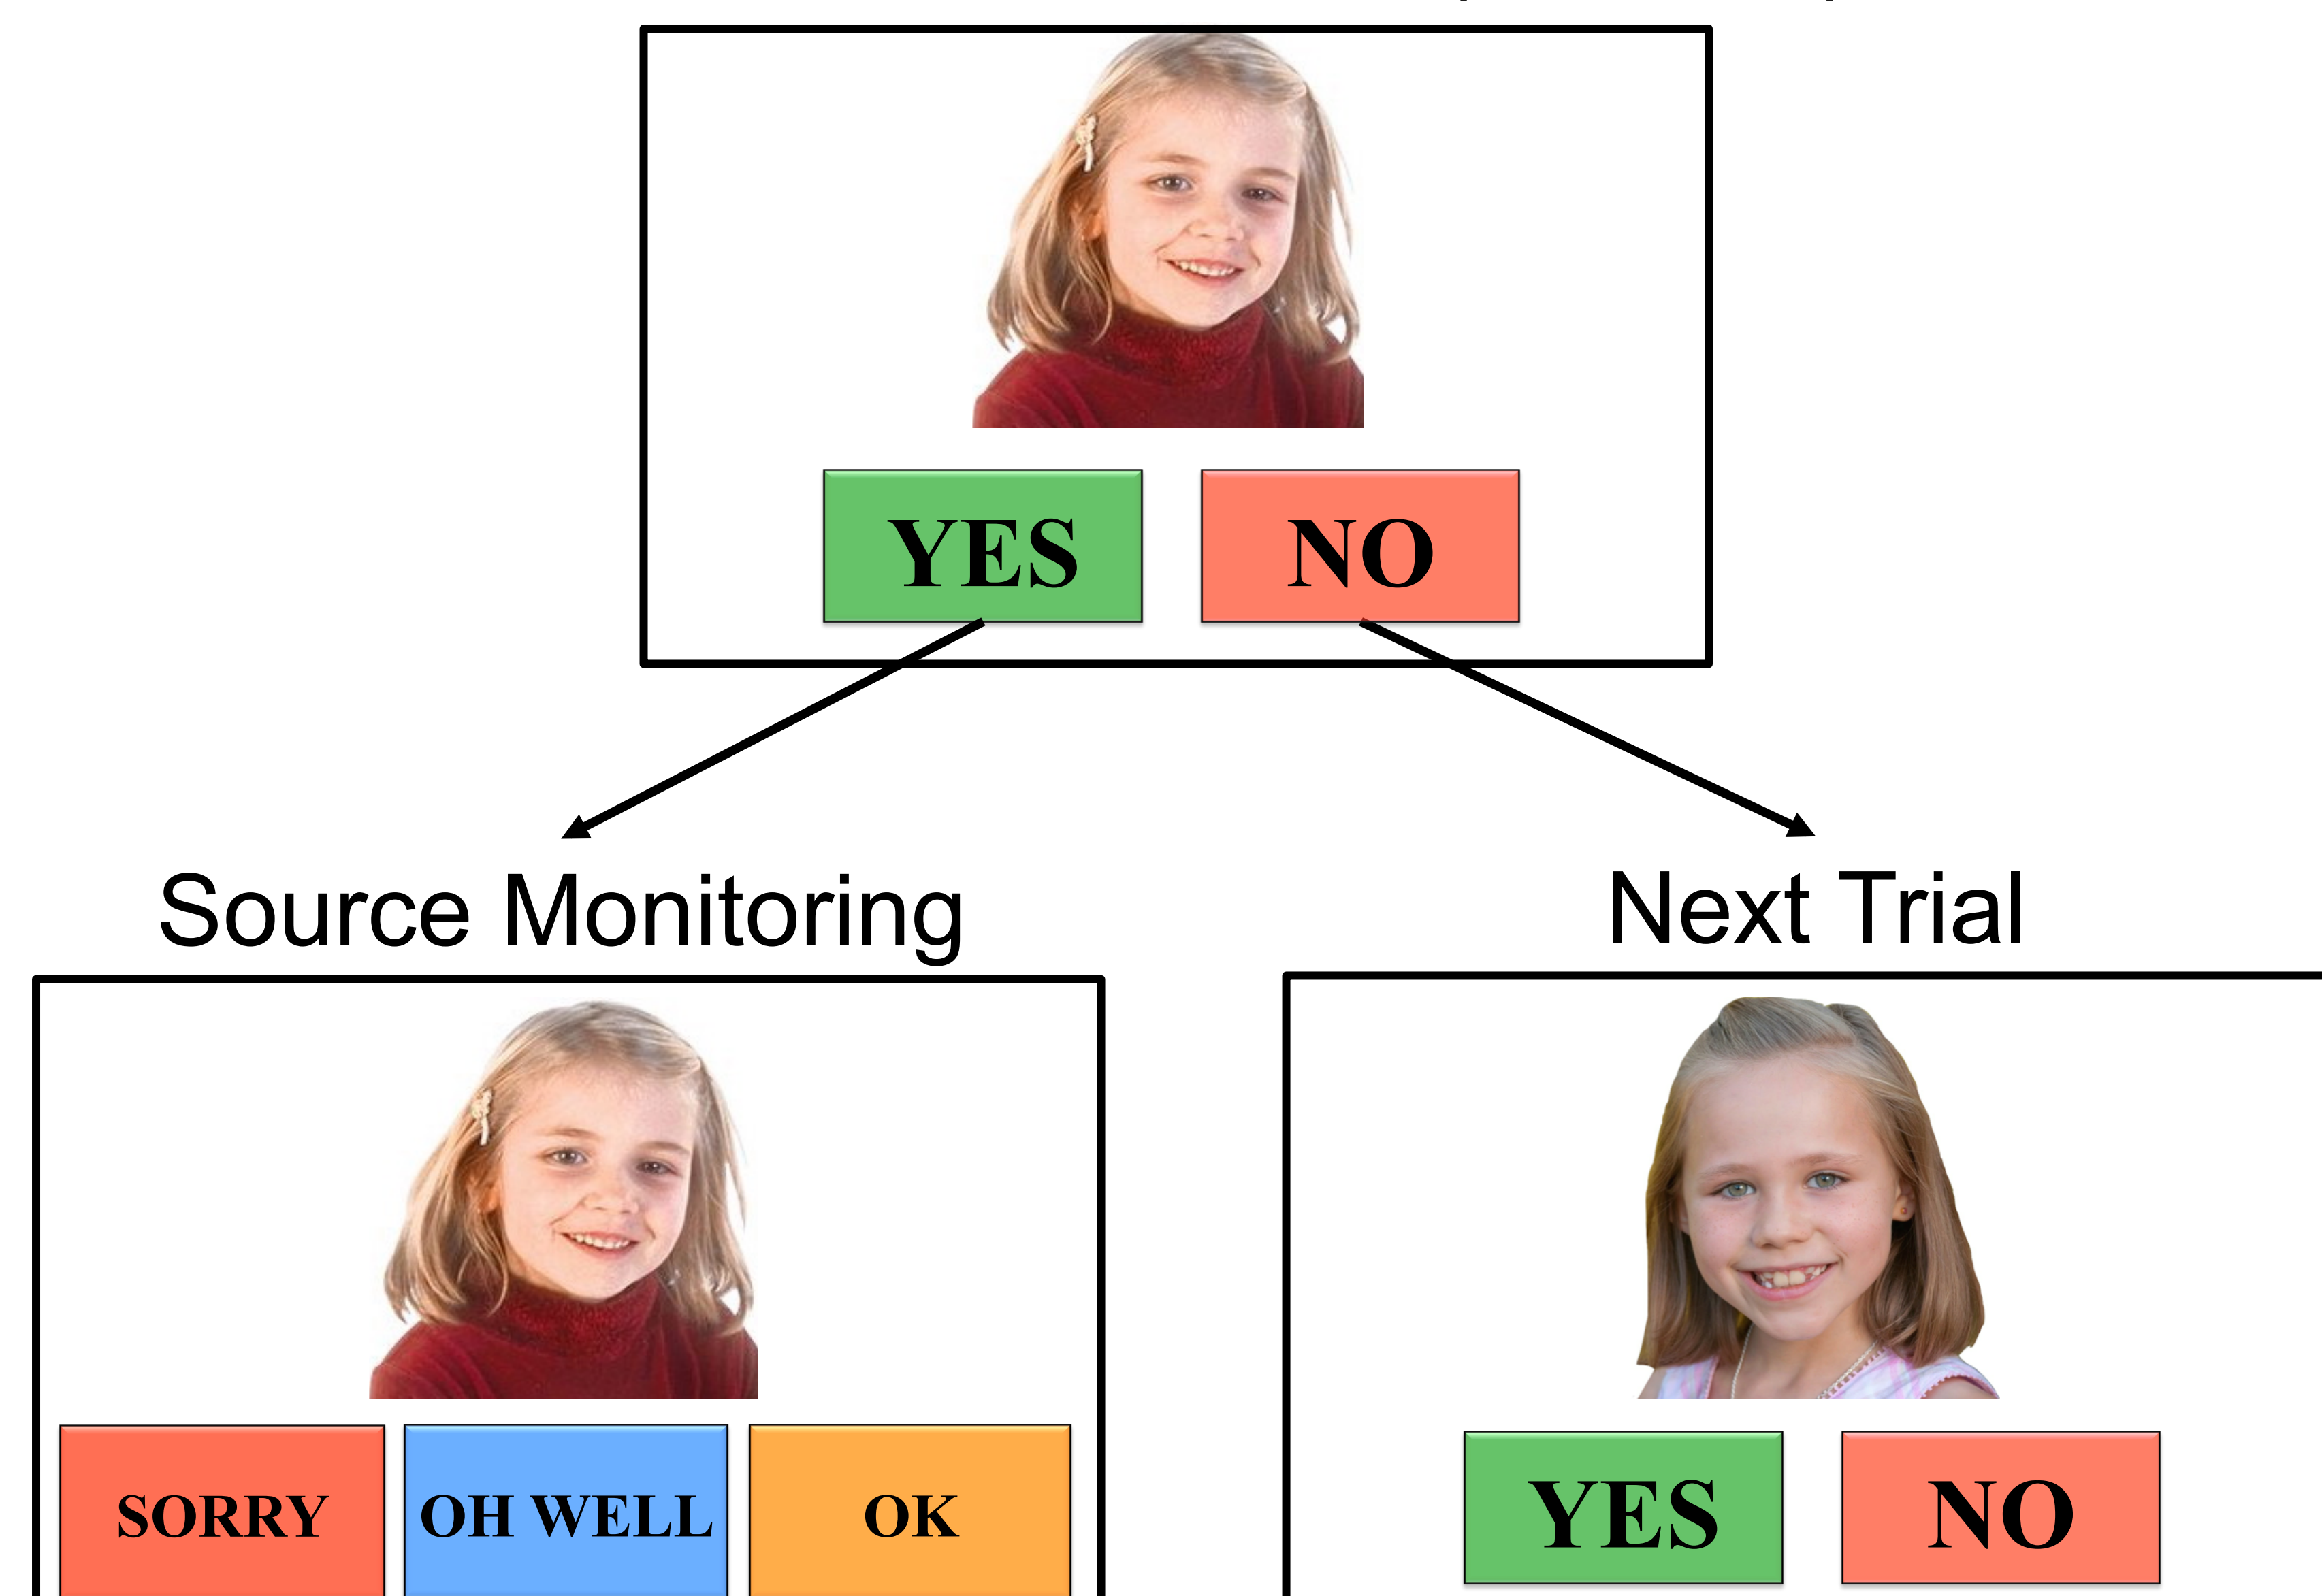 YES NO
Source Monitoring
Next Trial
SORRY OH WELL OK
YES NO